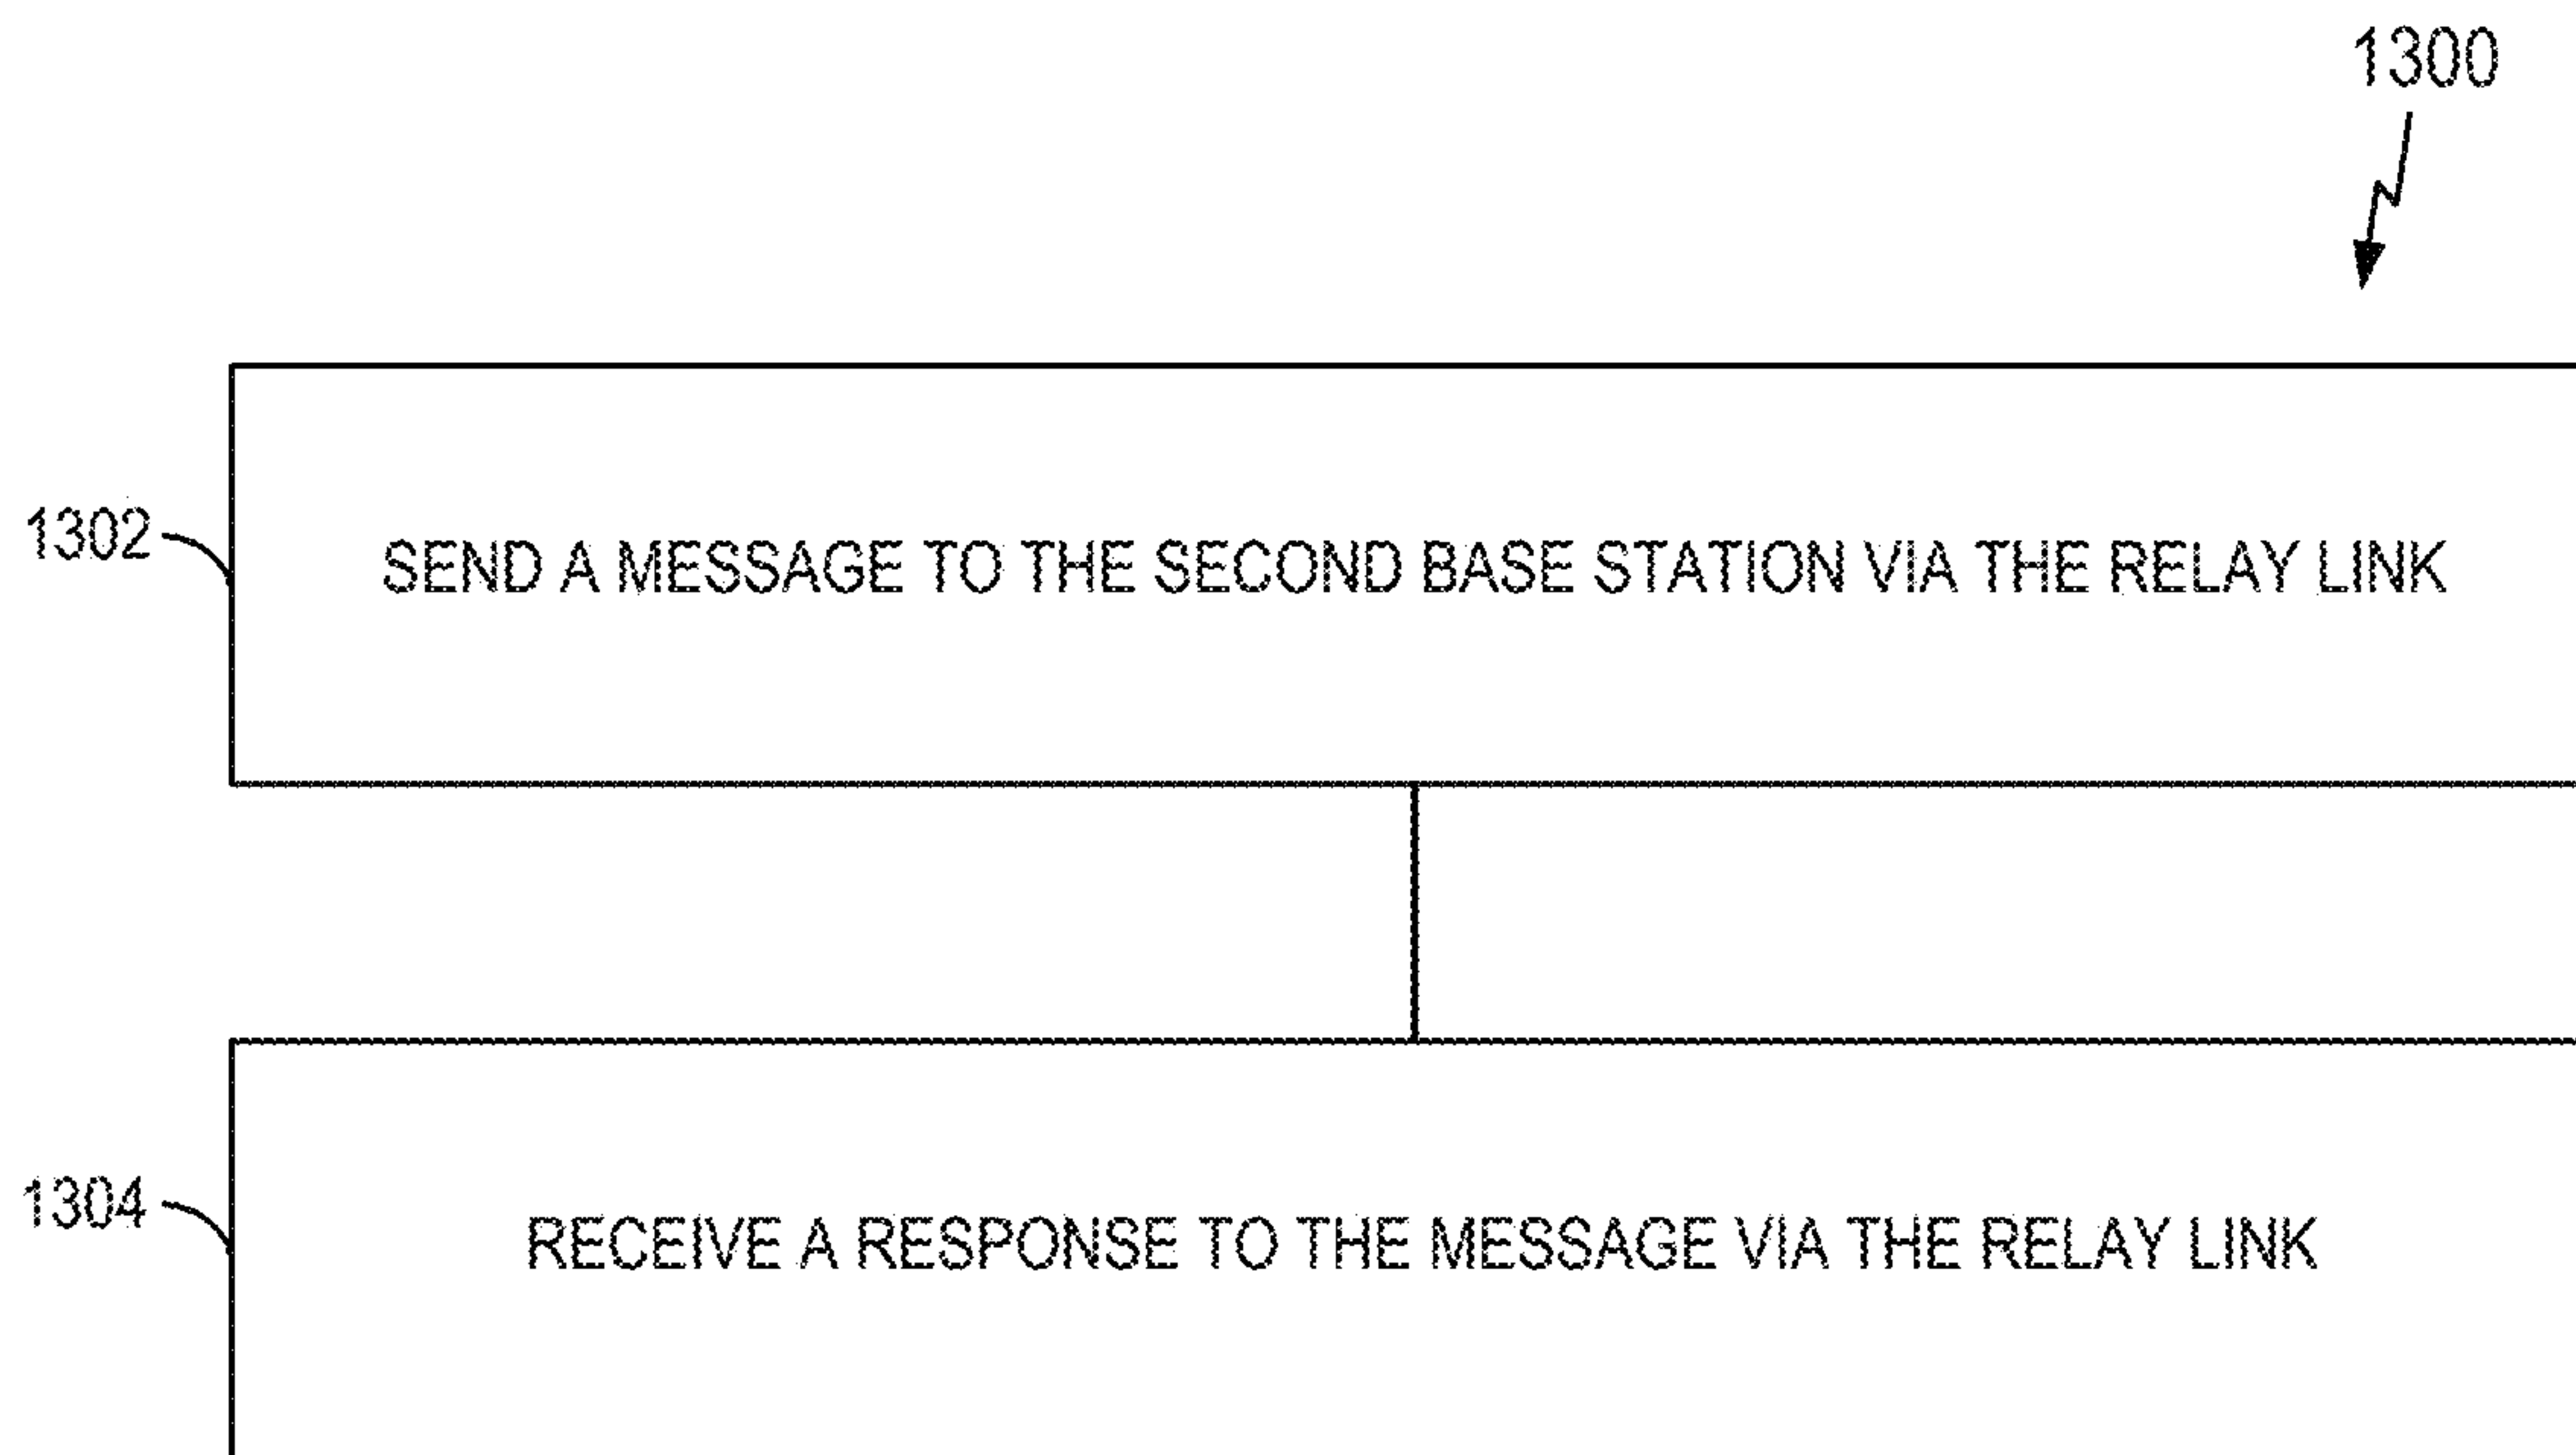 1300
1302
SEND A MESSAGE TO THE SECOND BASE STATION VIA THE RELAY LINK
1304
RECEIVE A RESPONSE TO THE MESSAGE VIA THE RELAY LINK